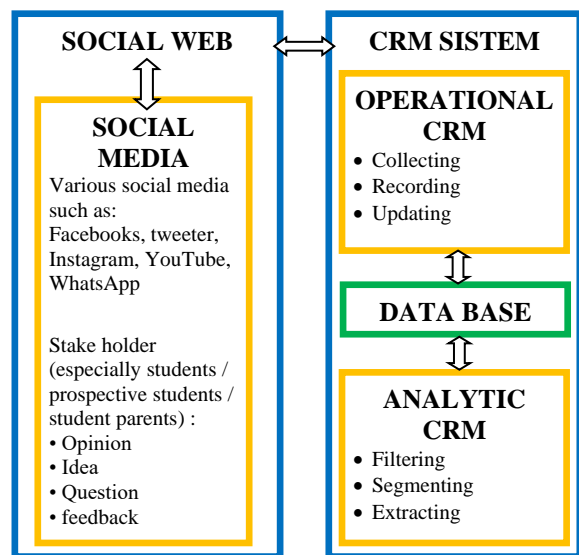 SOCIAL WEB
SOCIAL
MEDIA
Various social media
such as:
Facebooks, tweeter,
Instagram, YouTube,
WhatsApp
Stake holder
(especially students /
prospective students /
student parents) :
• Opinion
• Idea
• Question
• feedback
CRM SISTEM
OPERATIONAL
CRM
• Collecting
• Recording
• Updating
DATA BASE
ANALYTIC
CRM
• Filtering
• Segmenting
• Extracting